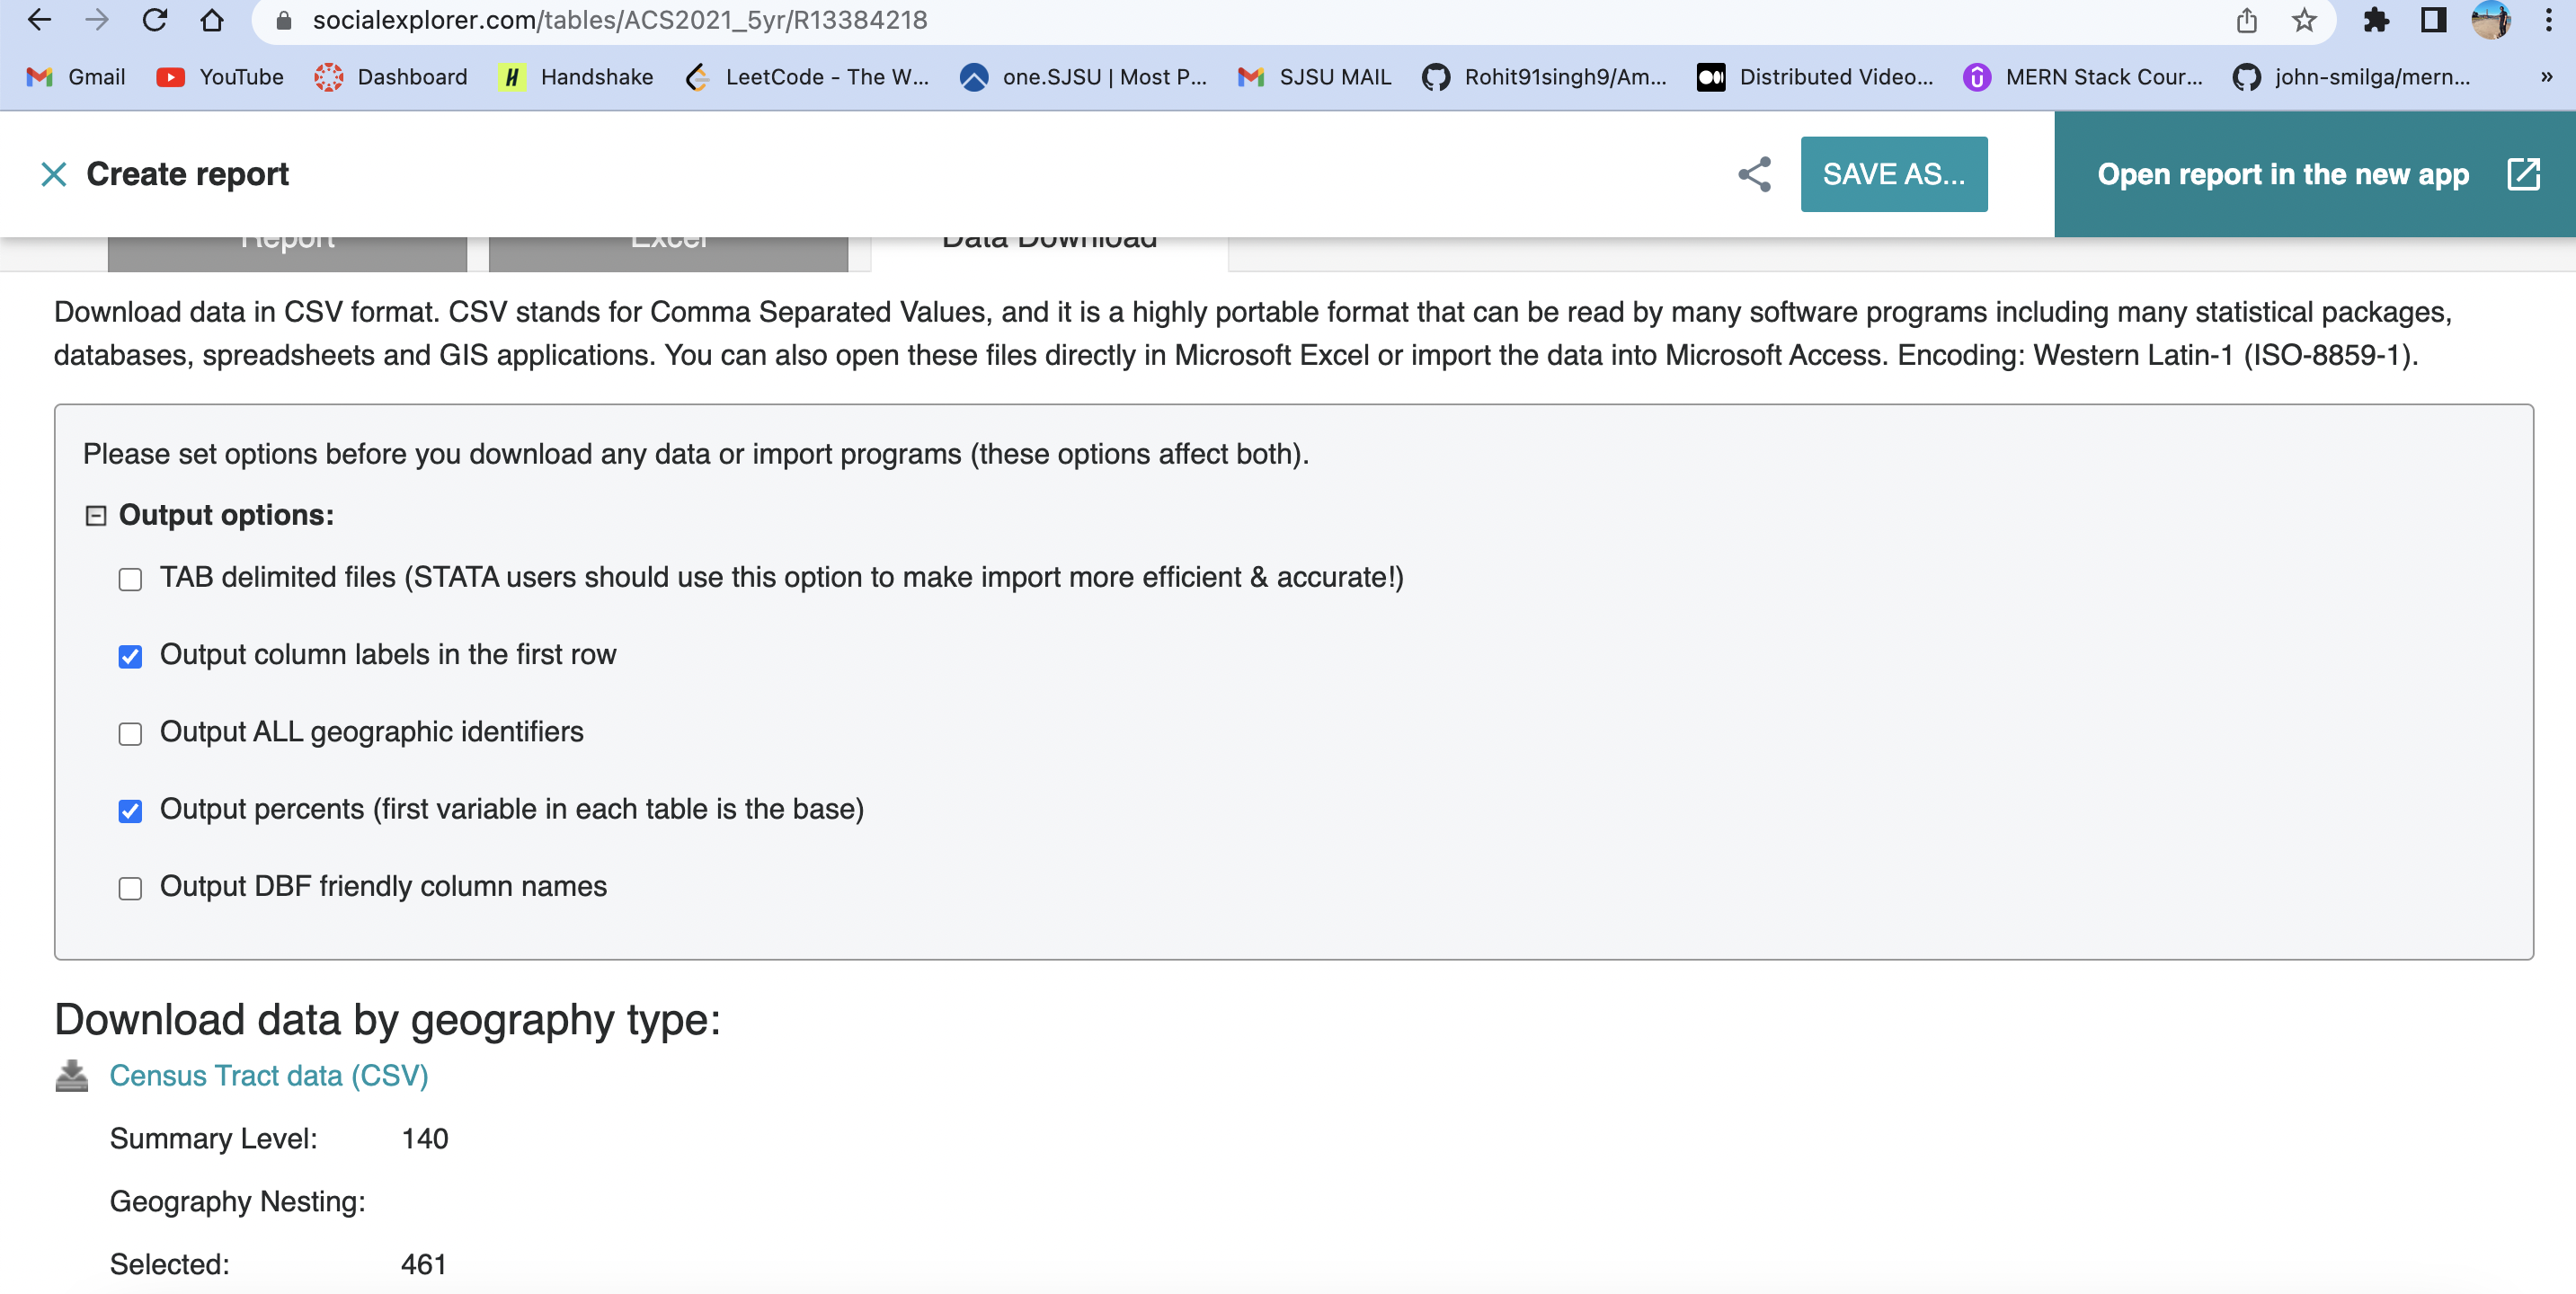 socialexplorer.com/tables/ACS2021_5yr/R13384218
Gmail YouTube Dashboard Handshake LeetCode - The W... one.SJSU | Most P... SJSU MAIL Rohit91singh9/Am... Distributed Video... MERN Stack Cour... john-smilga/mern... »
Create report SAVE AS... Open report in the new app
Report Excel Data Download
Download data in CSV format. CSV stands for Comma Separated Values, and it is a highly portable format that can be read by many software programs including many statistical packages,
databases, spreadsheets and GIS applications. You can also open these files directly in Microsoft Excel or import the data into Microsoft Access. Encoding: Western Latin-1 (ISO-8859-1).
Please set options before you download any data or import programs (these options affect both).
Output options:
TAB delimited files (STATA users should use this option to make import more efficient & accurate!)
Output column labels in the first row
Output ALL geographic identifiers
Output percents (first variable in each table is the base)
Output DBF friendly column names
Download data by geography type:
Census Tract data (CSV)
Summary Level: 140
Geography Nesting:
Selected: 461